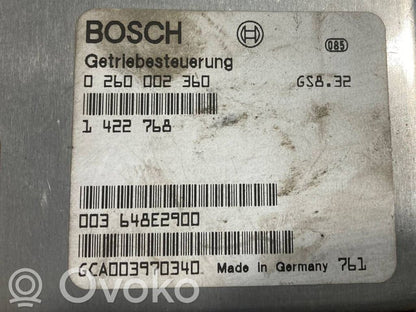 BOSCH 085
Getriebesteuerung
0 260 002 360 GS8.32
1 422 768
003 648E2900
GCA003970340 Made in Germany 761
Ovoko